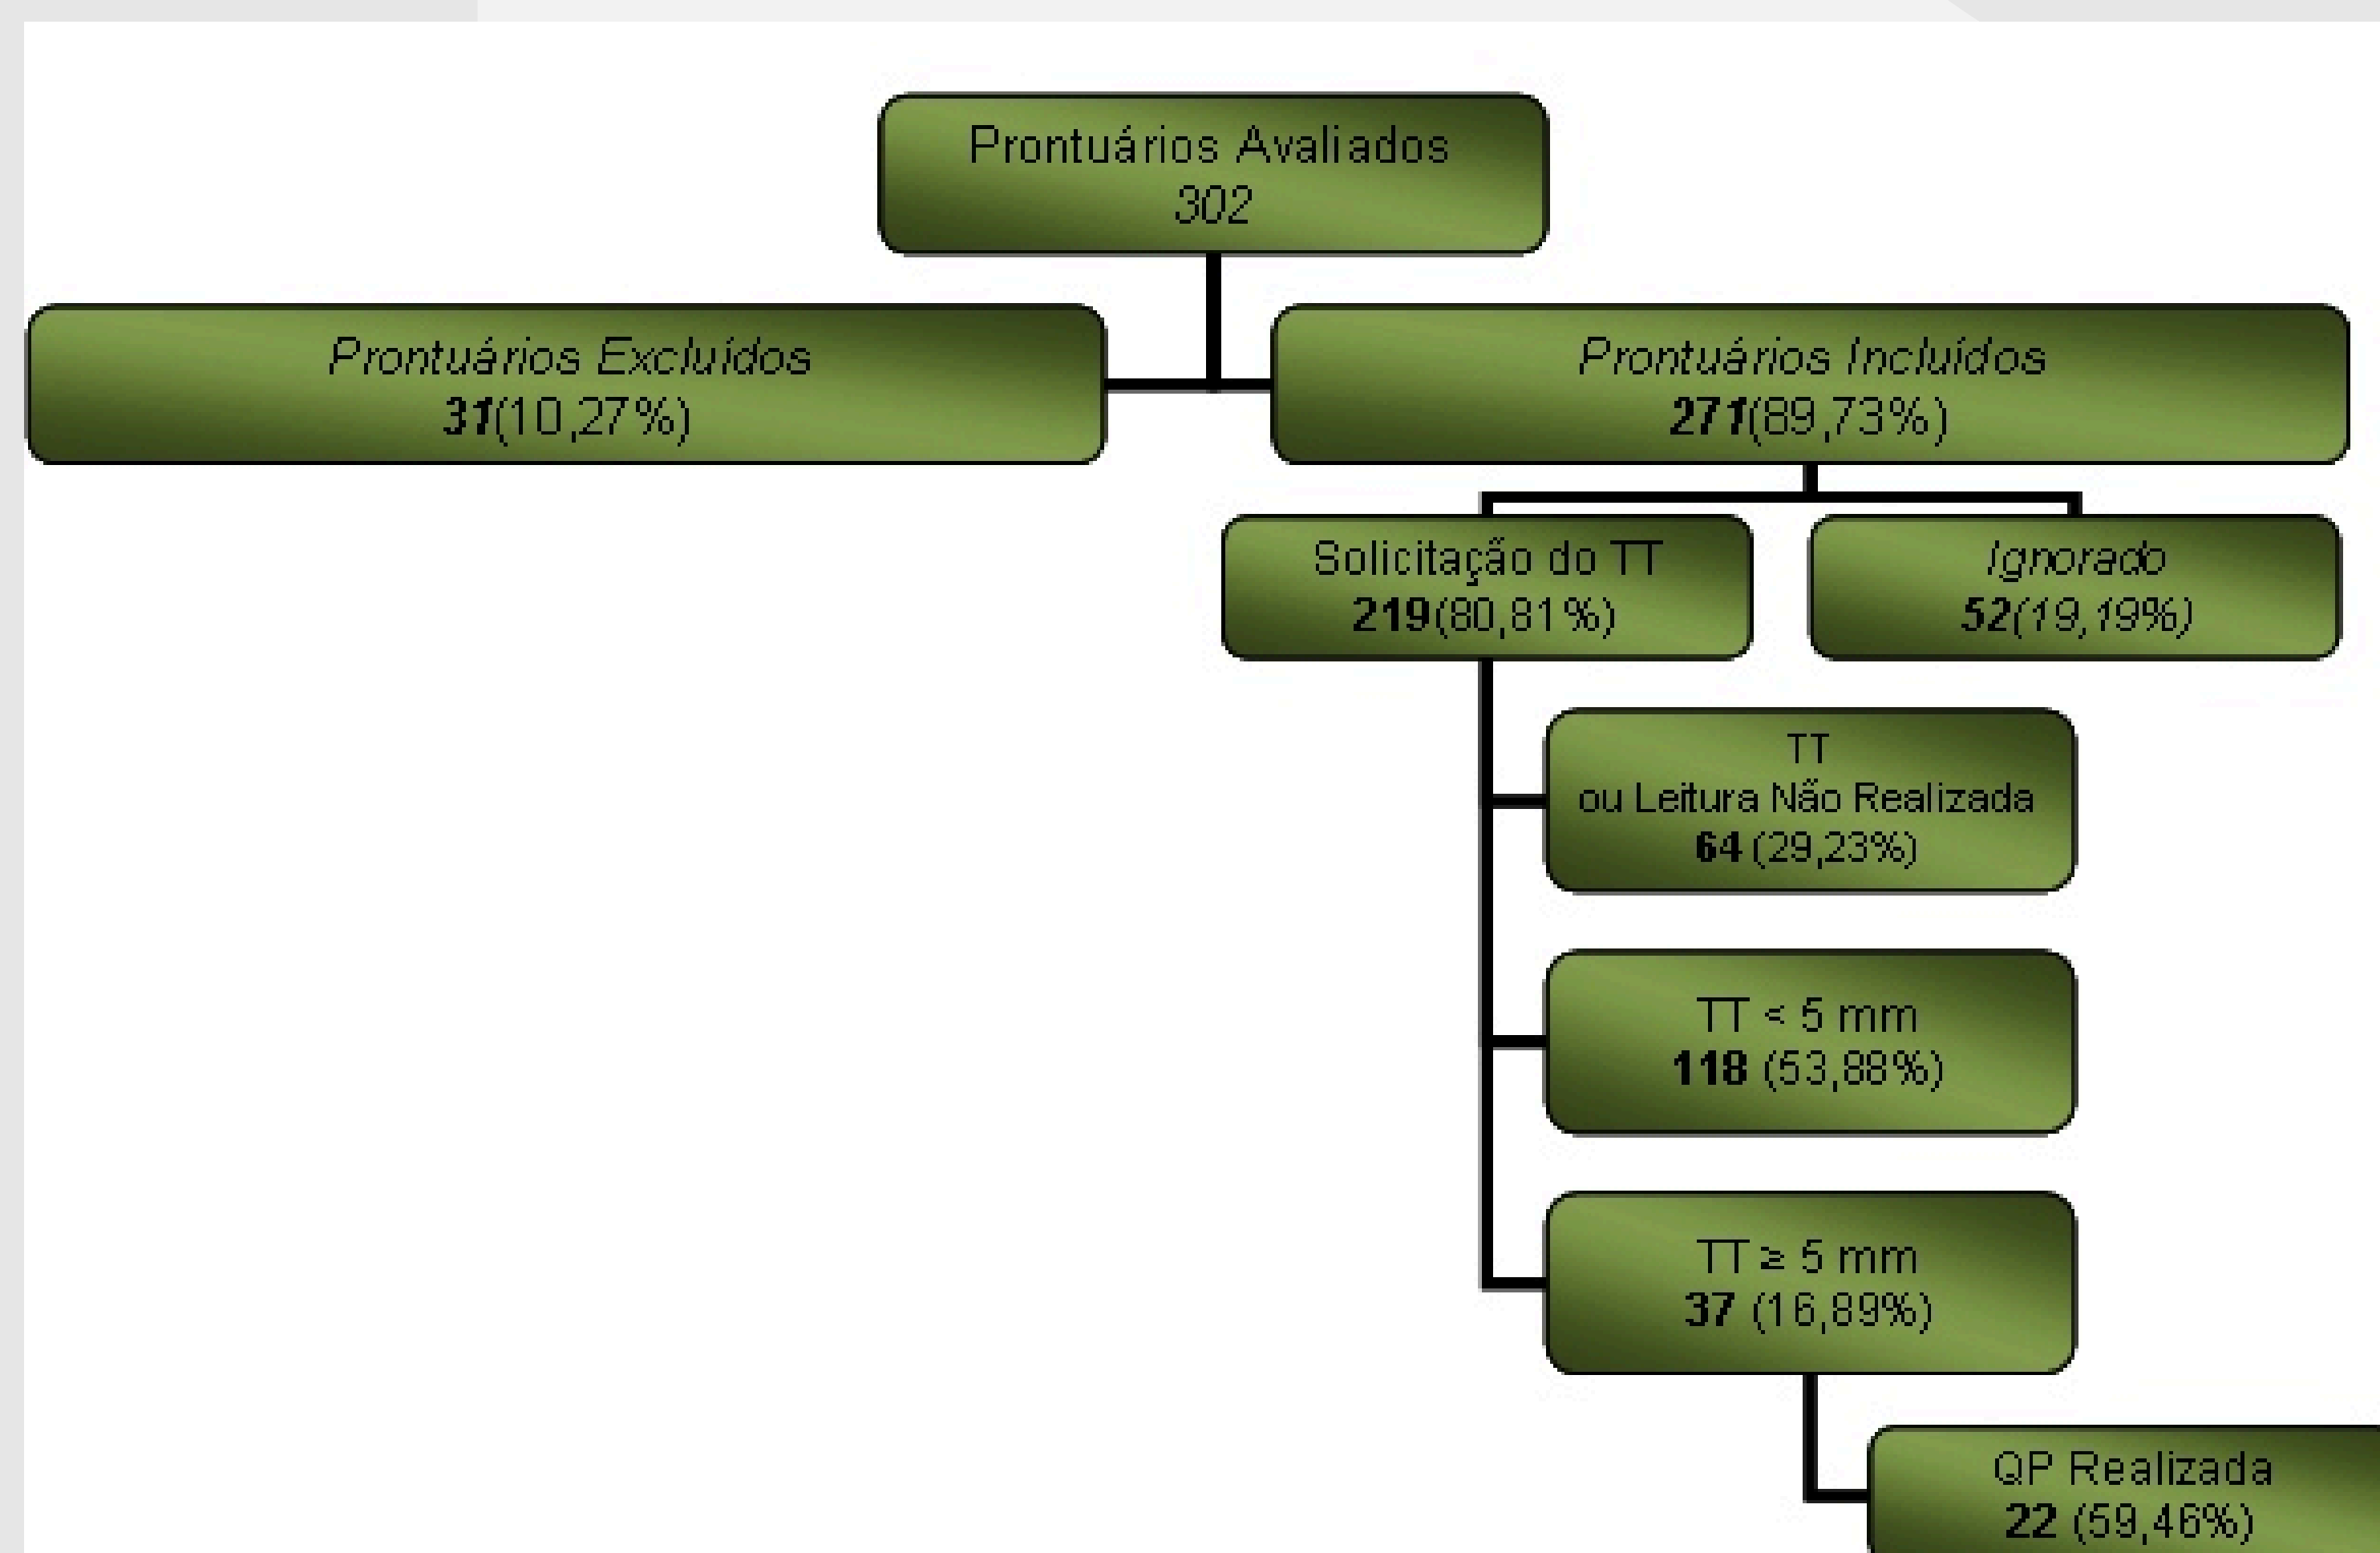 Prontuários Avaliados
302
Prontuários Excluídos
31(10,27%)
Prontuários Incluídos
271(89,73%)
Solicitação do TT
219(80,81%)
Ignorado
52(19,19%)
TT
ou Leitura Não Realizada
64 (29,23%)
TT < 5 mm
118 (53,88%)
TT ≥ 5 mm
37 (16,89%)
QP Realizada
22 (59,46%)